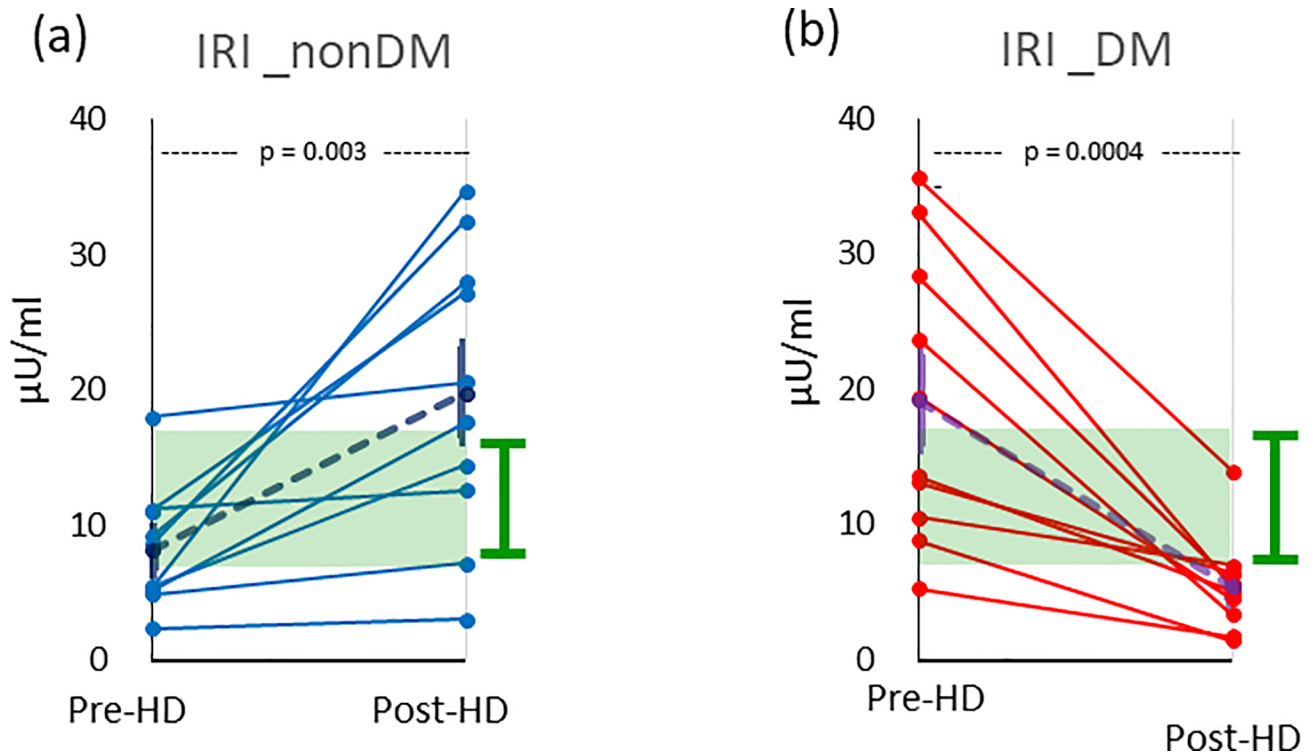 (a)
IRI _nonDM
40
p = 0.003
30
µU/ml
20
10
0
Pre-HD
Post-HD
(b)
IRI _DM
40
p = 0.0004
30
µU/ml
20
10
0
Pre-HD
Post-HD